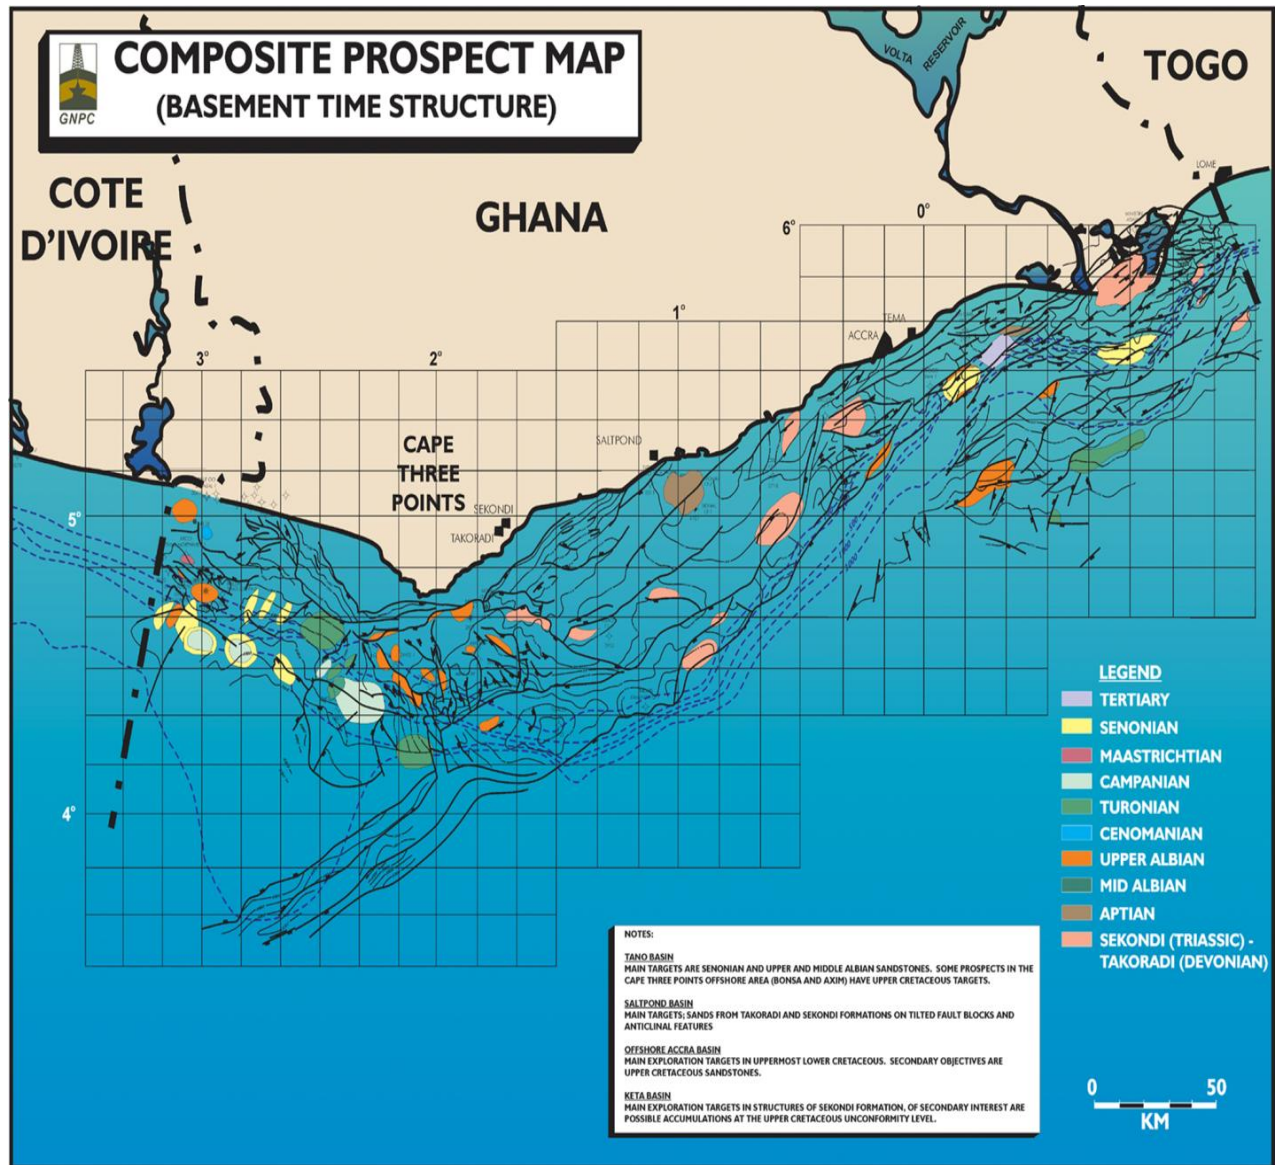 COMPOSITE PROSPECT MAP
(BASEMENT TIME STRUCTURE)
GNPC
VOLTA
RESERVOIR
TOGO
LOME
COTE
D'IVOIRE
GHANA
6°
0°
1°
TEMA
ACCRA
3°
2°
SALTPOND
CAPE
THREE
POINTS
SEKONDI
TAKORADI
5°
4°
LEGEND
TERTIARY
SENONIAN
MAASTRICHTIAN
CAMPANIAN
TURONIAN
CENOMANIAN
UPPER ALBIAN
MID ALBIAN
APTIAN
SEKONDI (TRIASSIC) -
TAKORADI (DEVONIAN)
NOTES:
TANO BASIN
MAIN TARGETS ARE SENONIAN AND UPPER AND MIDDLE ALBIAN SANDSTONES. SOME PROSPECTS IN THE
CAPE THREE POINTS OFFSHORE AREA (BONSA AND AXIM) HAVE UPPER CRETACEOUS TARGETS.
SALTPOND BASIN
MAIN TARGETS; SANDS FROM TAKORADI AND SEKONDI FORMATIONS ON TILTED FAULT BLOCKS AND
ANTICLINAL FEATURES
OFFSHORE ACCRA BASIN
MAIN EXPLORATION TARGETS IN UPPERMOST LOWER CRETACEOUS. SECONDARY OBJECTIVES ARE
UPPER CRETACEOUS SANDSTONES.
KETA BASIN
MAIN EXPLORATION TARGETS IN STRUCTURES OF SEKONDI FORMATION, OF SECONDARY INTEREST ARE
POSSIBLE ACCUMULATIONS AT THE UPPER CRETACEOUS UNCONFORMITY LEVEL.
0 50
KM